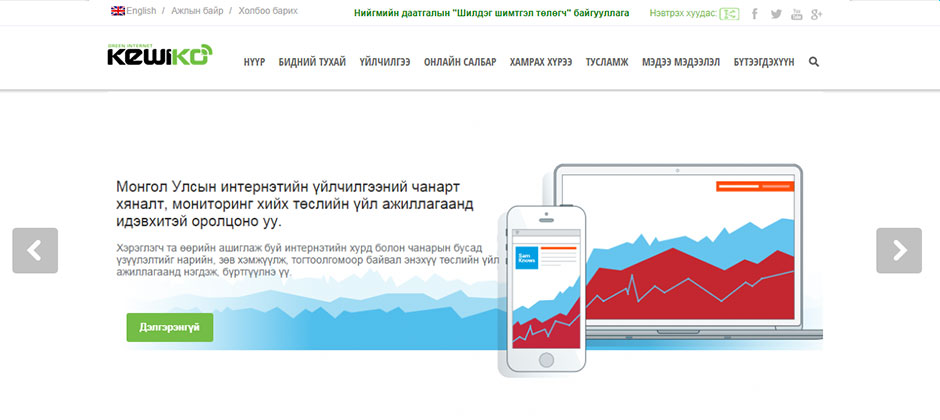 English / Ажлын байр / Холбоо барих
Нийгмийн даатгалын "Шилдэг шимтгэл төлөгч" байгууллага
Нэвтрэх хуудас:
GREEN INTERNET
KEWIKO
НҮҮР БИДНИЙ ТУХАЙ ҮЙЛЧИЛГЭЭ ОНЛАЙН САЛБАР ХАМРАХ ХҮРЭЭ ТУСЛАМЖ МЭДЭЭ МЭДЭЭЛЭЛ БҮТЭЭГДЭХҮҮН
Монгол Улсын интернэтийн үйлчилгээний чанарт
хяналт, мониторинг хийх төслийн үйл ажиллагаанд
идэвхитэй оролцоно уу.
Хэрэглэгч та өөрийн ашиглаж буй интернетийн хурд болон чанарын бусад
үзүүлэлтийг нарийн, зөв хэмжүүлж, тогтоолгомоор байвал энэхүү төслийн үйл
ажиллагаанд нэгдэж, бүртгүүлнэ үү.
Дэлгэрэнгүй
Sam
Knows